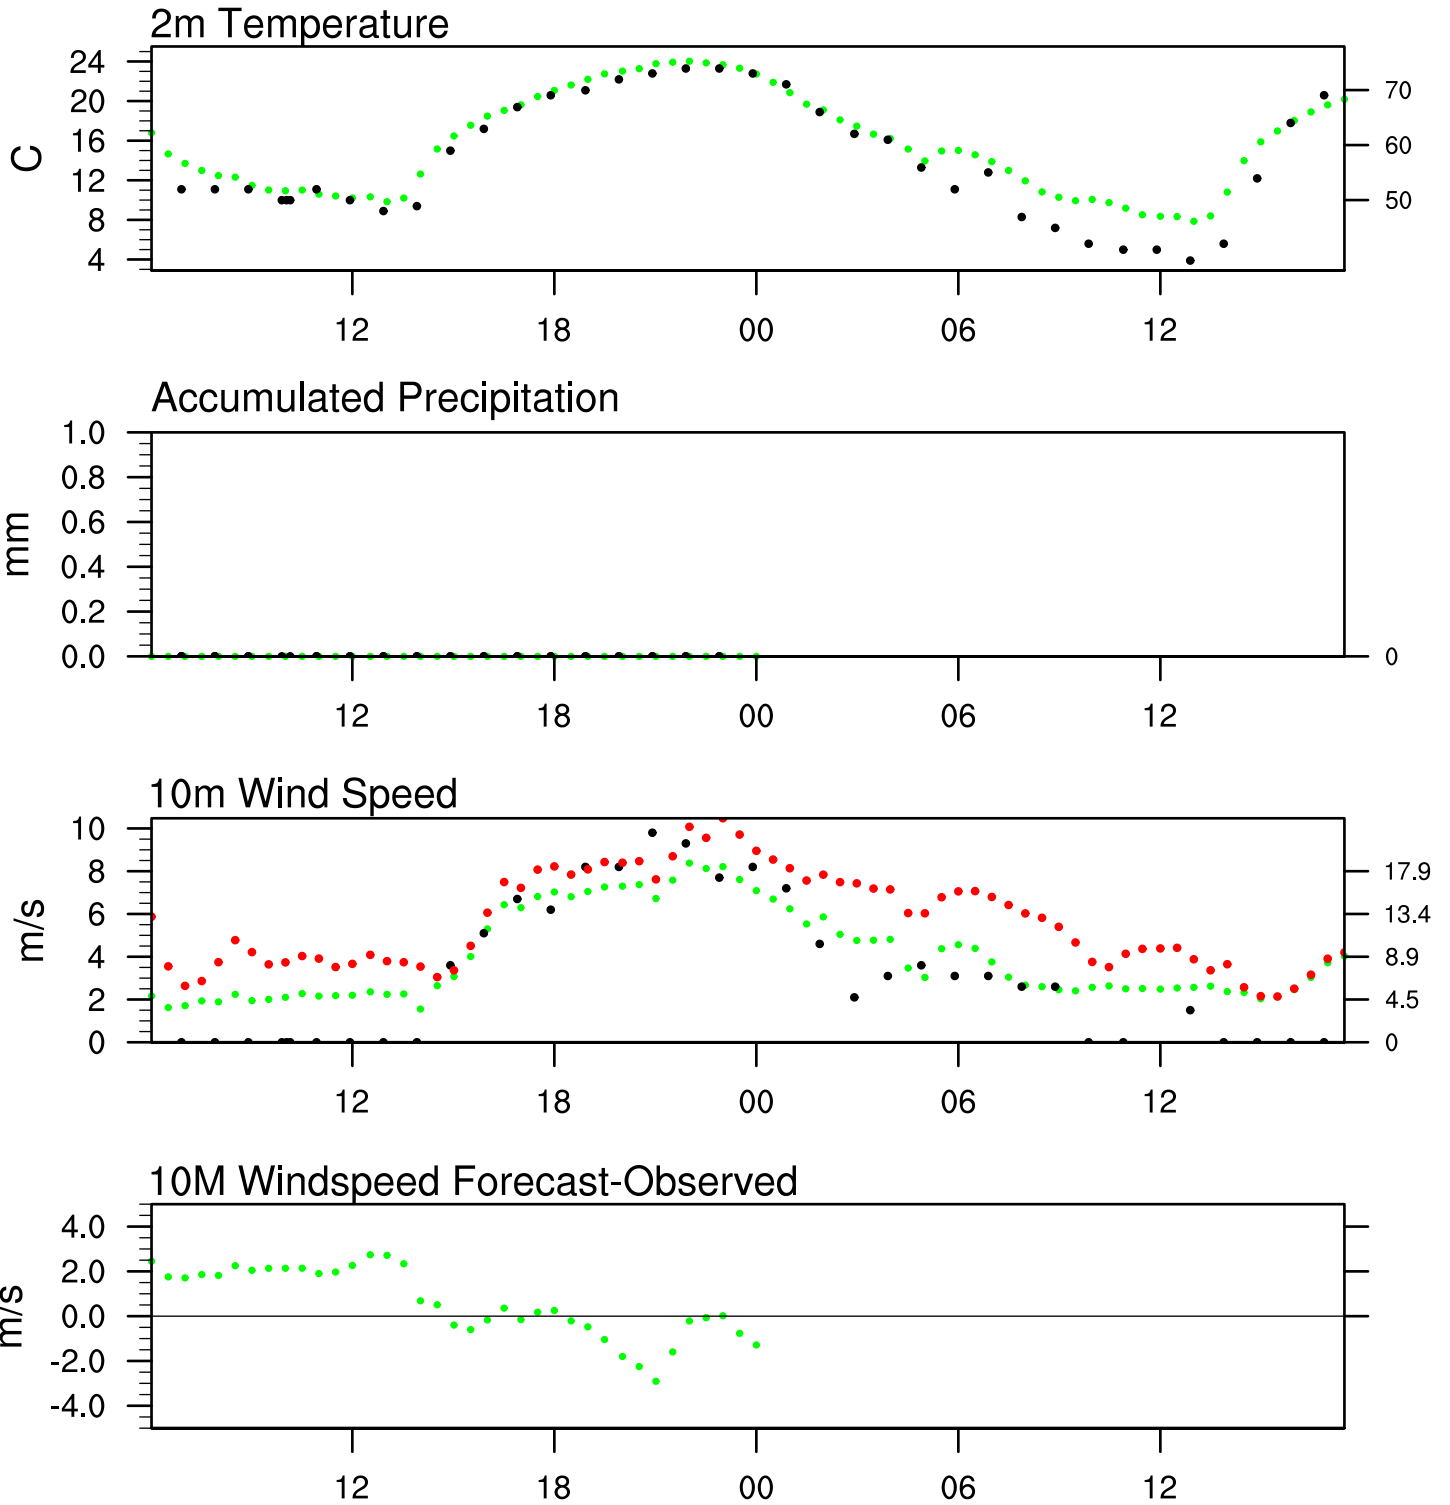 2m Temperature
24
20
16
12
8
4
C
70
60
50
12 18 00 06 12
Accumulated Precipitation
1.0
0.8
0.6
0.4
0.2
0.0
mm
0
12 18 00 06 12
10m Wind Speed
10
8
6
4
2
0
m/s
17.9
13.4
8.9
4.5
0
12 18 00 06 12
10M Windspeed Forecast-Observed
4.0
2.0
0.0
-2.0
-4.0
m/s
12 18 00 06 12